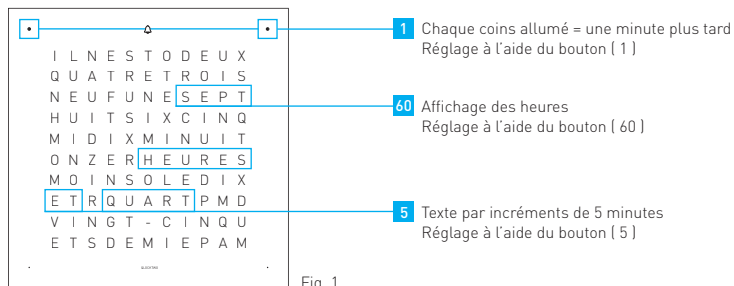 1 Chaque coins allumé = une minute plus tard
Réglage à l'aide du bouton ( 1 )
I L N E S T O D E U X
Q U A T R E T R O I S
N E U F U N E S E P T
60 Affichage des heures
H U I T S I X C I N Q
Réglage à l'aide du bouton ( 60 )
M I D I X M I N U I T
O N Z E R H E U R E S
M O I N S O L E D I X
E T R Q U A R T P M D
5 Texte par incréments de 5 minutes
V I N G T - C I N Q U
Réglage à l'aide du bouton ( 5 )
E T S D E M I E P A M
Fig. 1